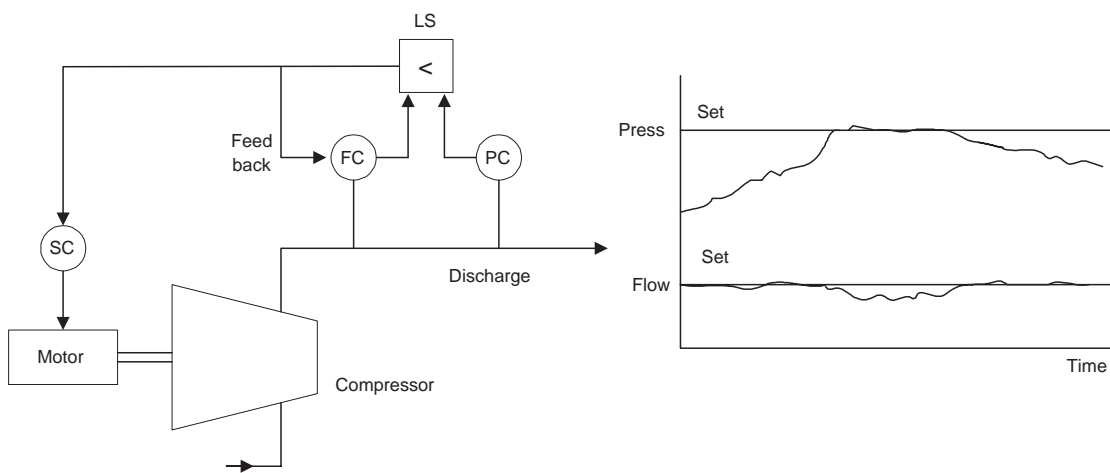 LS
<
Feed
back
FC
PC
SC
Discharge
Motor
Compressor
Set
Press
Set
Flow
Time